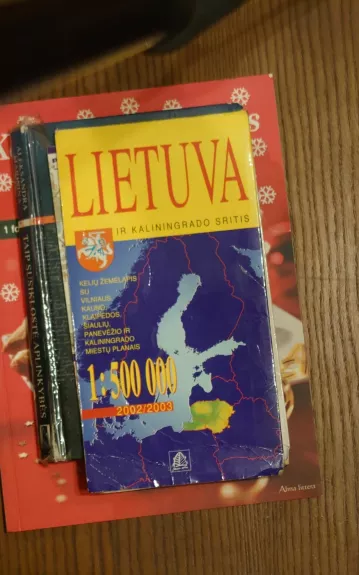 LIETUVA
IR KALININGRADO SRITIS
KELIŲ ŽEMĖLAPIS
SU
VILNIAUS,
KAUNO,
KLAIPĖDOS,
ŠIAULIŲ,
PANEVĖŽIO IR
KALININGRADO
MIESTŲ PLANAIS
1:500 000
2002/2003
ALEKSANDRA
TAIP SUSIKLOSTĖ APLINKYBĖS
Alma littera